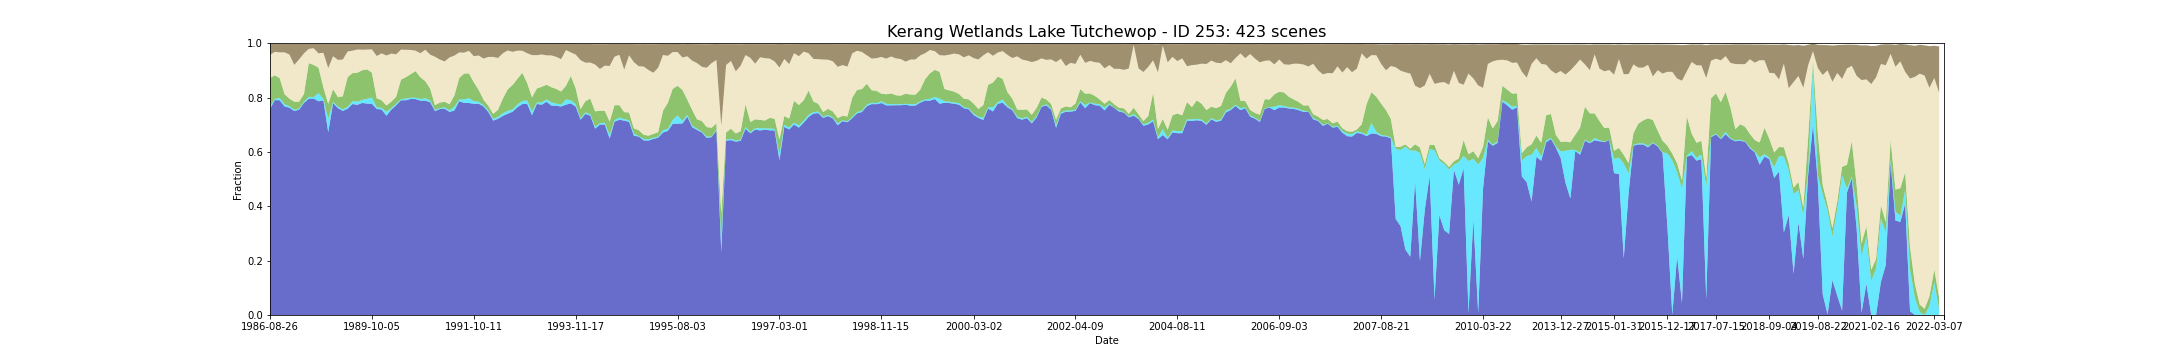 Kerang Wetlands Lake Tutchewop - ID 253: 423 scenes
1.0
0.8
0.6
0.4
0.2
0.0
Fraction
1986-08-26 1989-10-05 1991-10-11 1993-11-17 1995-08-03 1997-03-01 1998-11-15 2000-03-02 2002-04-09 2004-08-11 2006-09-03 2007-08-21 2010-03-22 2013-12-27 2015-01-31 2015-12-17 2017-07-15 2018-09-04 2019-08-22 2021-02-16 2022-03-07
Date